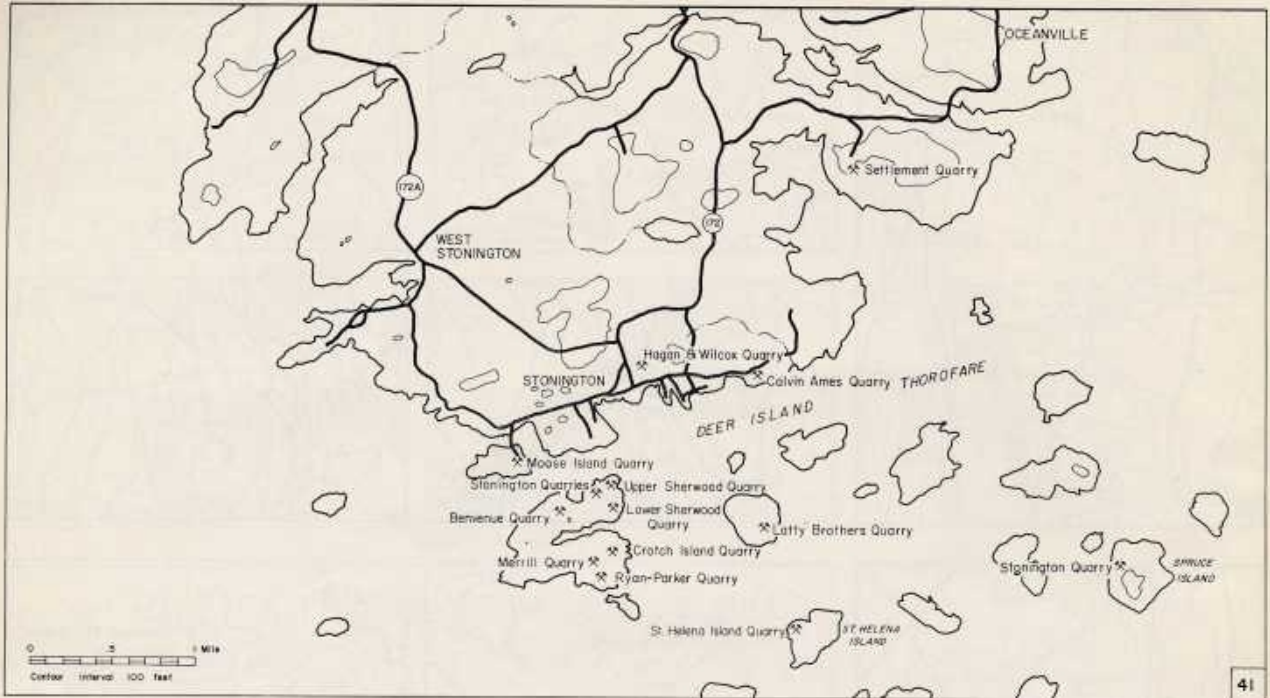 OCEANVILLE
Settlement Quarry
172A
172
WEST
STONINGTON
Hagan & Wilcox Quarry
STONINGTON
Calvin Ames Quarry
THOROFARE
DEER ISLAND
Moose Island Quarry
Stonington Quarries
Upper Sherwood Quarry
Benvenue Quarry
Lower Sherwood
Quarry
Latty Brothers Quarry
Crotch Island Quarry
Merrill Quarry
Ryan-Parker Quarry
Stonington Quarry
SPRUCE
ISLAND
St. Helena Island Quarry
ST. HELENA
ISLAND
0 .5 1 Mile
Contour Interval 100 feet
41